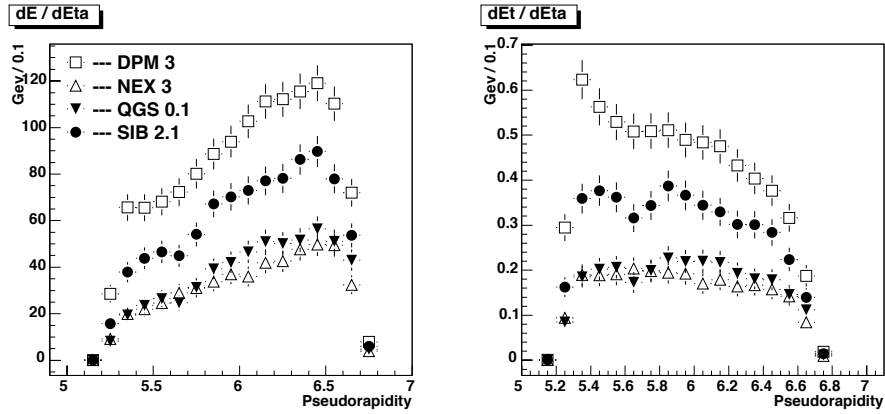 dE / dEta
Gev / 0.1
120
100
80
60
40
20
0
--- DPM 3
--- NEX 3
--- QGS 0.1
--- SIB 2.1
5 5.5 6 6.5 7
Pseudorapidity
dEt / dEta
Gev / 0.1
0.7
0.6
0.5
0.4
0.3
0.2
0.1
0
5 5.2 5.4 5.6 5.8 6 6.2 6.4 6.6 6.8 7
Pseudorapidity